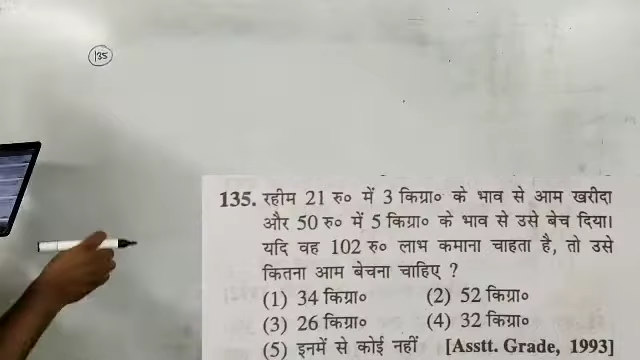 135
135. रहीम 21 रु० में 3 किग्रा० के भाव से आम खरीदा
और 50 रु० में 5 किग्रा० के भाव से उसे बेच दिया।
यदि वह 102 रु० लाभ कमाना चाहता है, तो उसे
कितना आम बेचना चाहिए ?
(1) 34 किग्रा० (2) 52 किग्रा०
(3) 26 किग्रा० (4) 32 किग्रा०
(5) इनमें से कोई नहीं [Asstt. Grade, 1993]